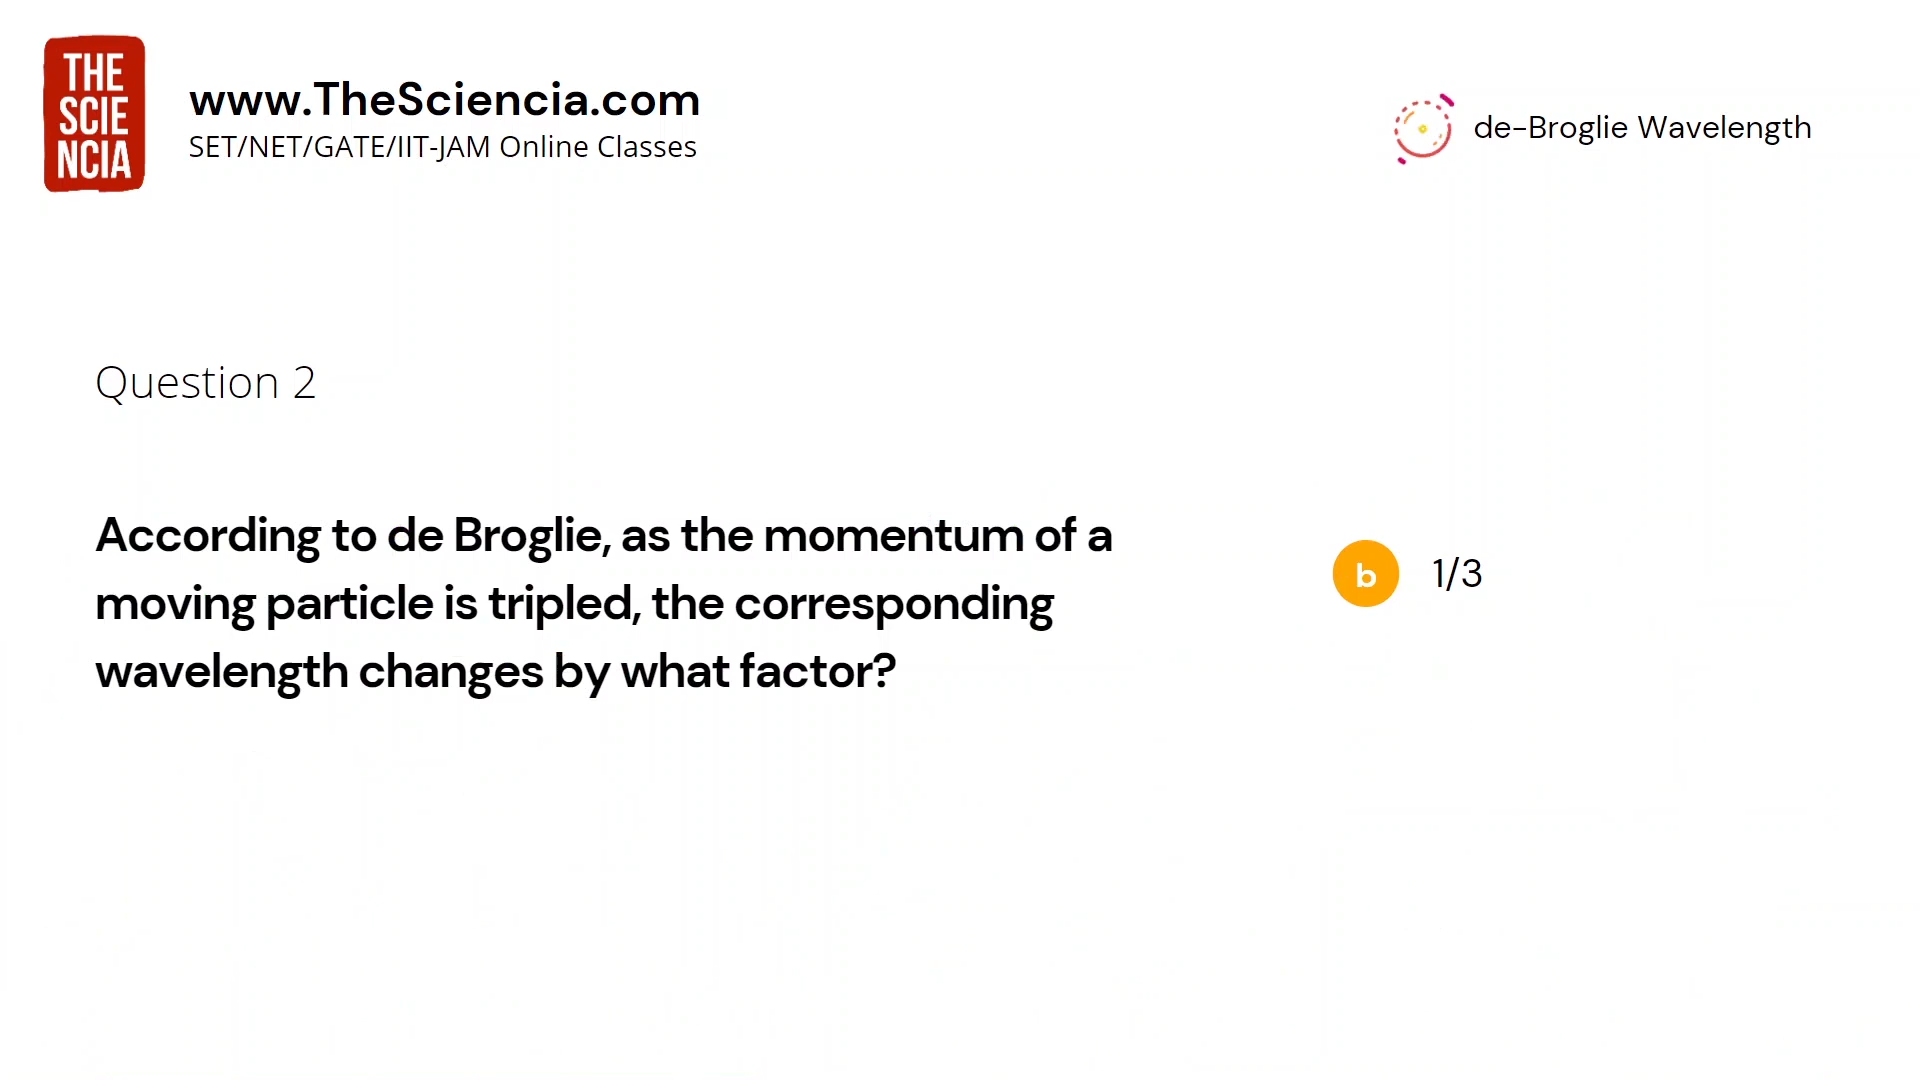 THE
SCIE
NCIA
www.TheSciencia.com
SET/NET/GATE/IIT-JAM Online Classes
de-Broglie Wavelength
Question 2
According to de Broglie, as the momentum of a
moving particle is tripled, the corresponding
wavelength changes by what factor?
b 1/3